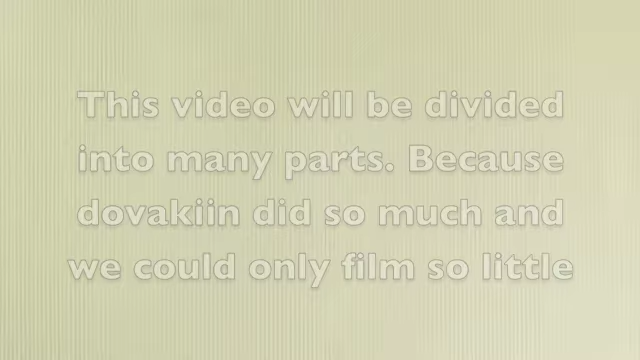 This video will be divided
into many parts. Because
dovakiin did so much and
we could only film so little